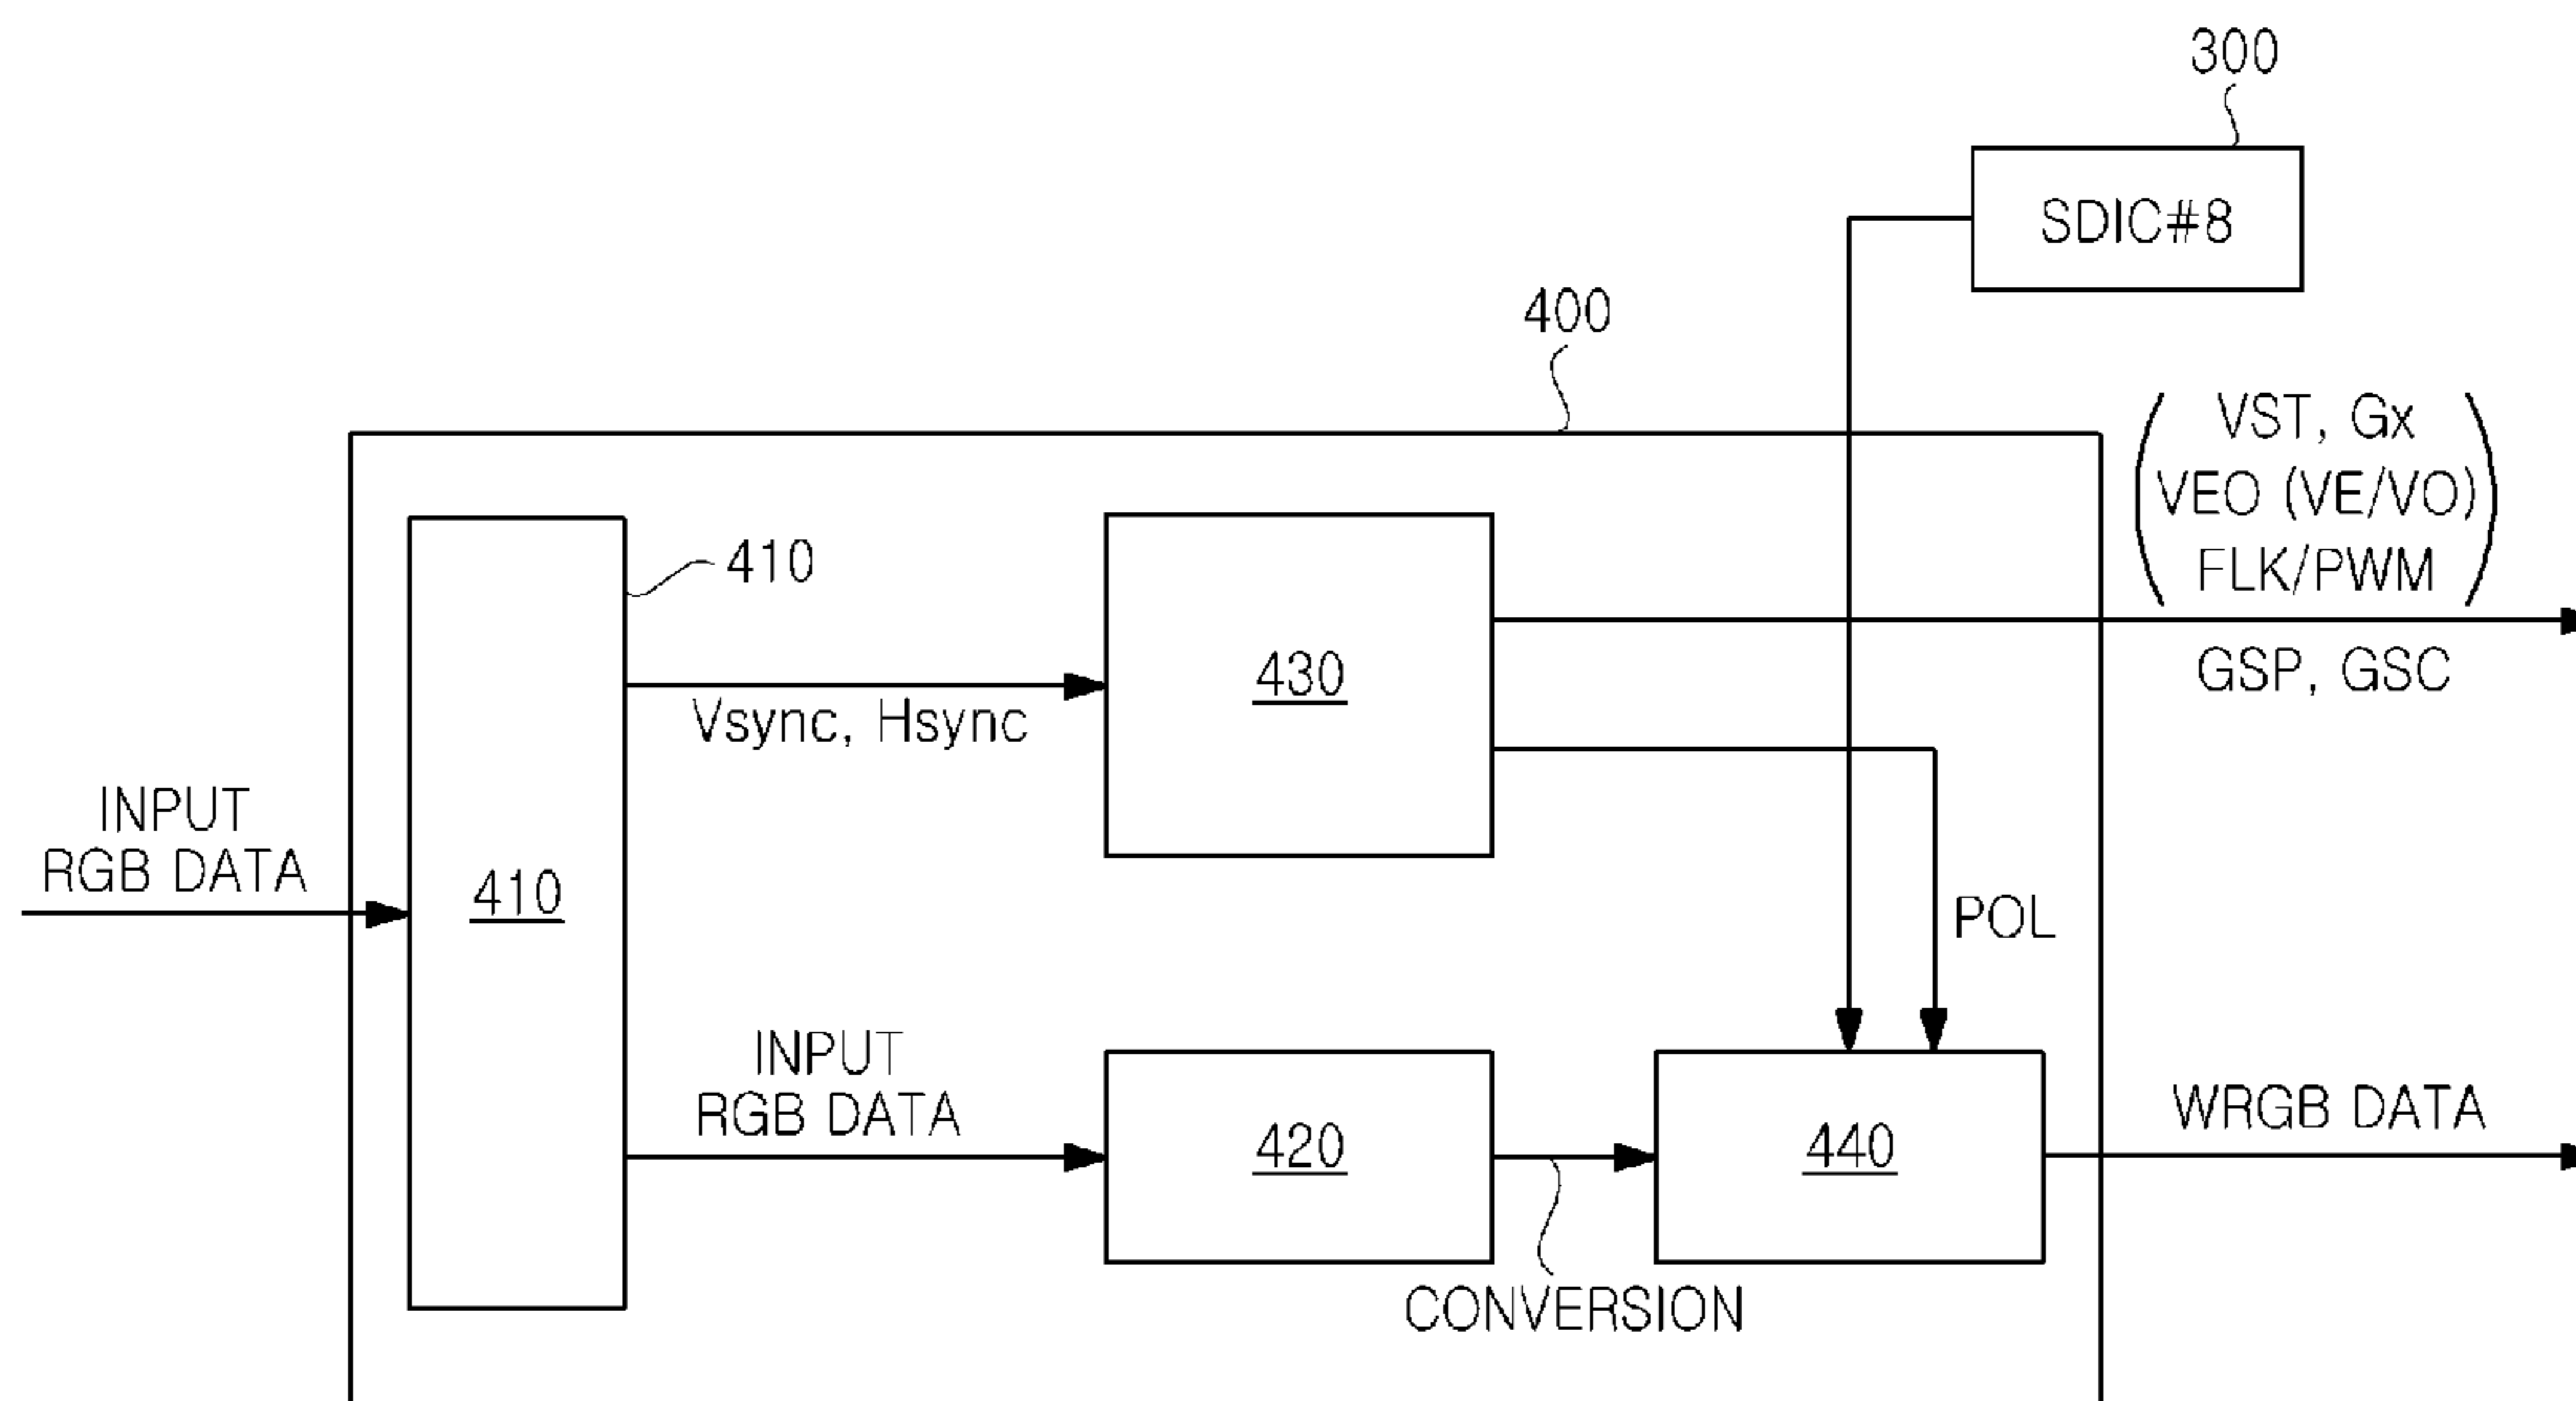 300
SDIC#8
400
VST, Gx
VEO (VE/VO)
FLK/PWM
GSP, GSC
410
430
Vsync, Hsync
INPUT
RGB DATA
410
POL
INPUT
RGB DATA
420
440
WRGB DATA
CONVERSION